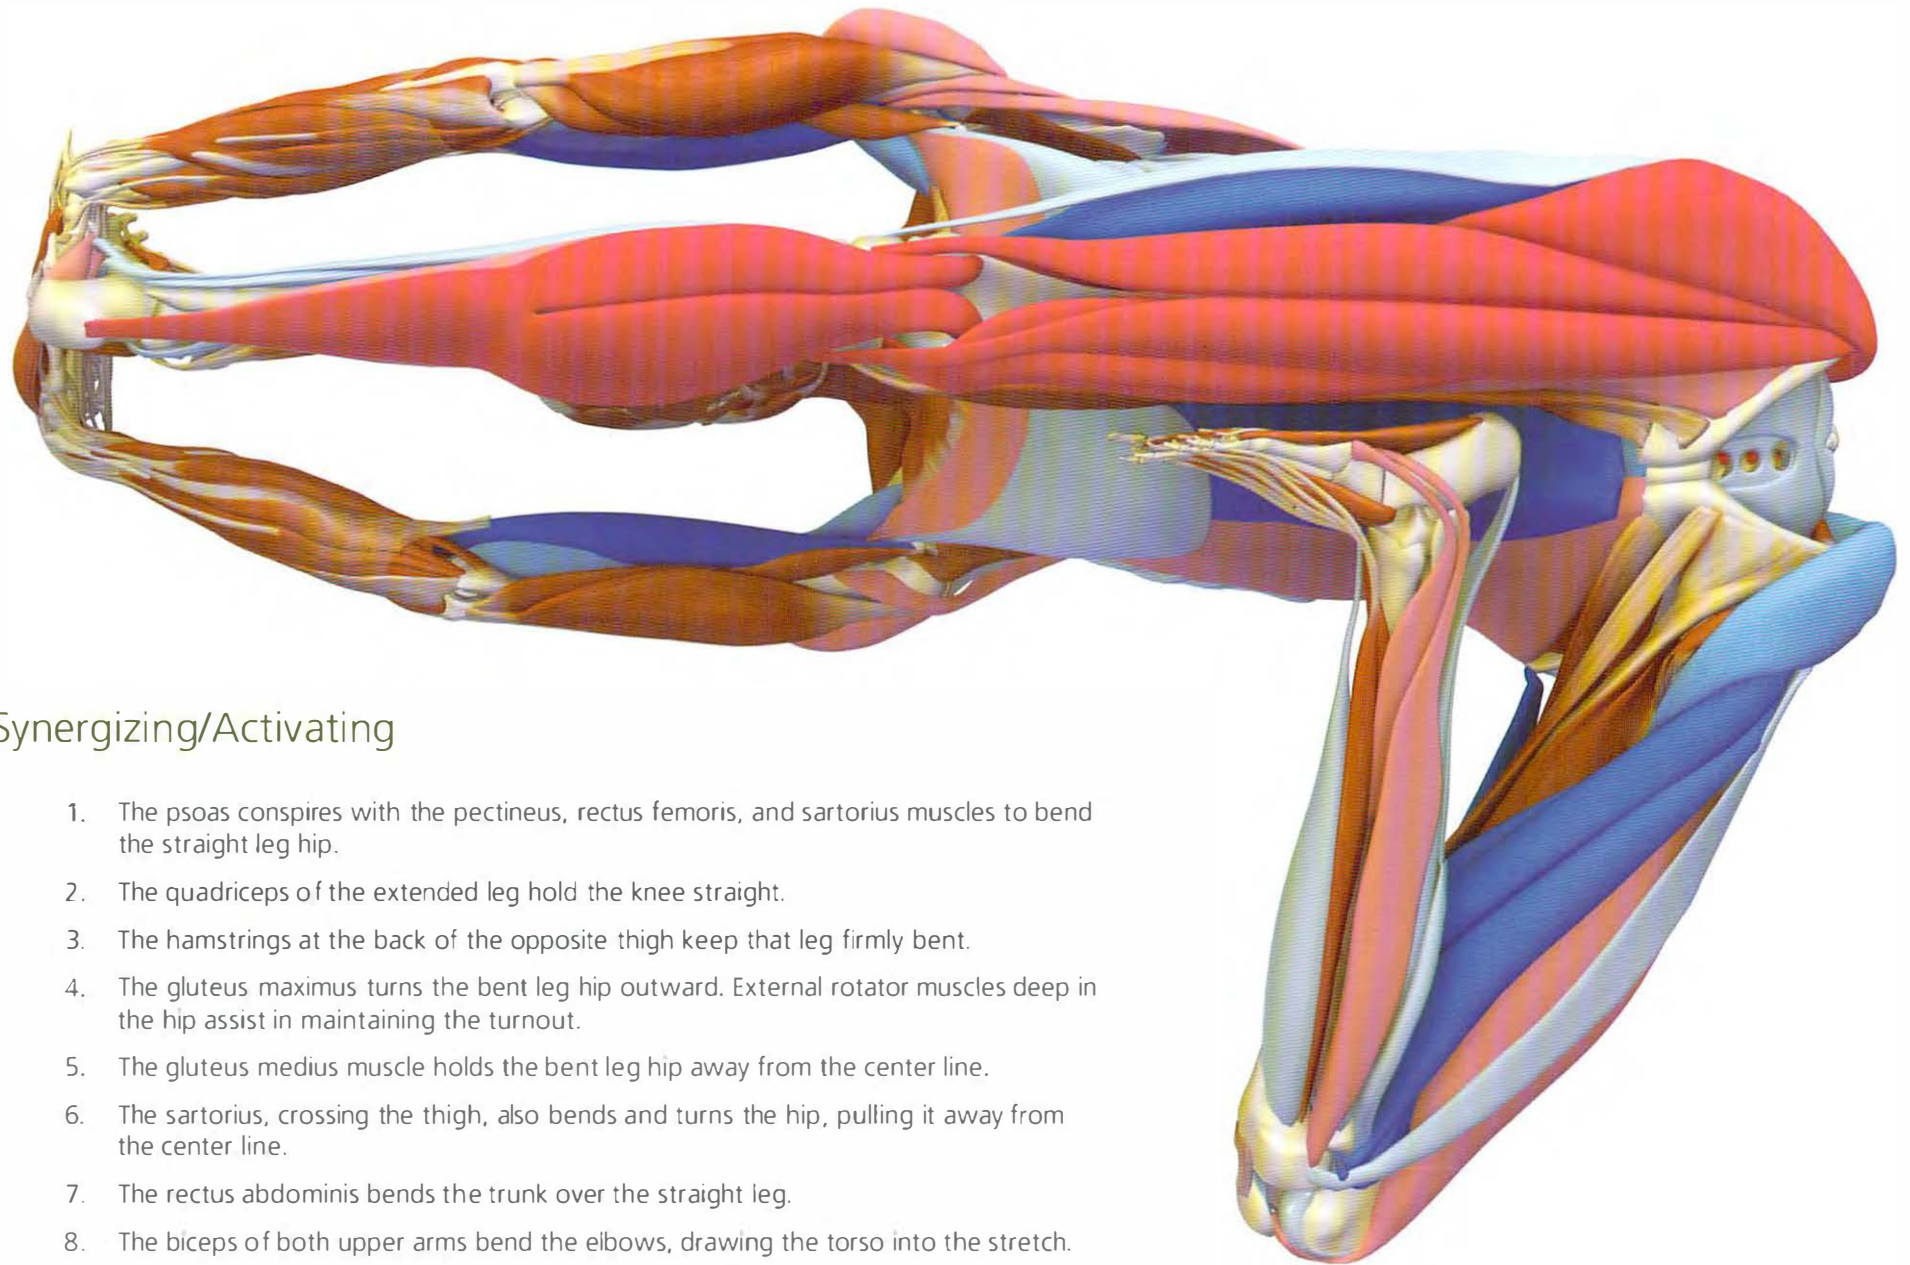 Synergizing/Activating
1. The psoas conspires with the pectineus, rectus femoris, and sartorius muscles to bend
the straight leg hip.
2. The quadriceps of the extended leg hold the knee straight.
3. The hamstrings at the back of the opposite thigh keep that leg firmly bent.
4. The gluteus maximus turns the bent leg hip outward. External rotator muscles deep in
the hip assist in maintaining the turnout.
5. The gluteus medius muscle holds the bent leg hip away from the center line.
6. The sartorius, crossing the thigh, also bends and turns the hip, pulling it away from
the center line.
7. The rectus abdominis bends the trunk over the straight leg.
8. The biceps of both upper arms bend the elbows, drawing the torso into the stretch.